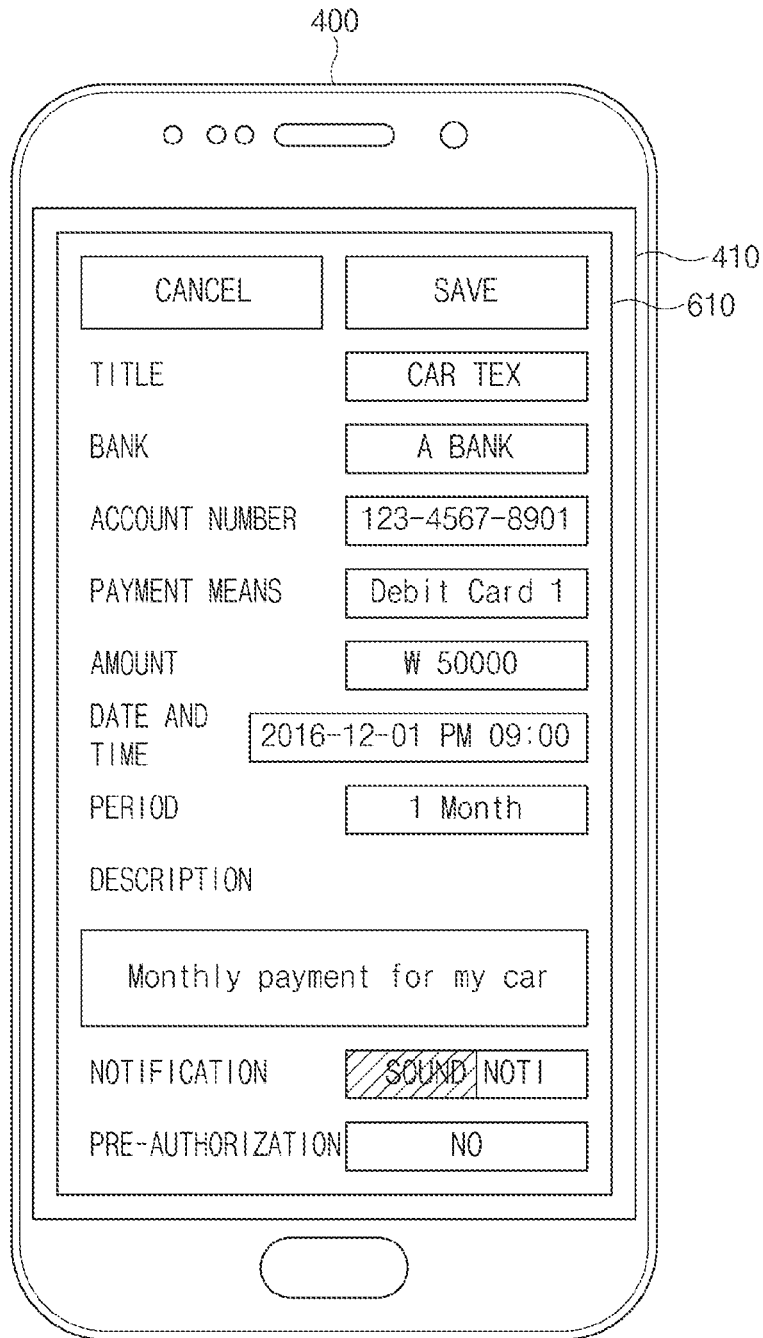 400
410
610
CANCEL SAVE
TITLE CAR TEX
BANK A BANK
ACCOUNT NUMBER 123-4567-8901
PAYMENT MEANS Debit Card 1
AMOUNT W 50000
DATE AND
TIME 2016-12-01 PM 09:00
PERIOD 1 Month
DESCRIPTION
Monthly payment for my car
NOTIFICATION SOUND NOTI
PRE-AUTHORIZATION NO